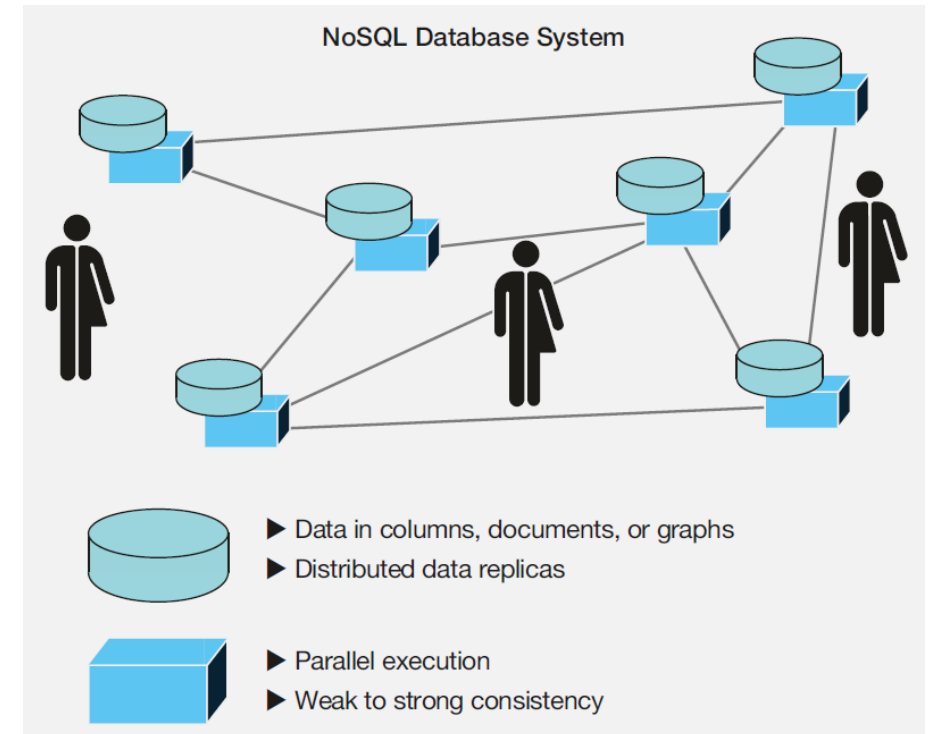 NoSQL Database System
▶ Data in columns, documents, or graphs
▶ Distributed data replicas
▶ Parallel execution
▶ Weak to strong consistency